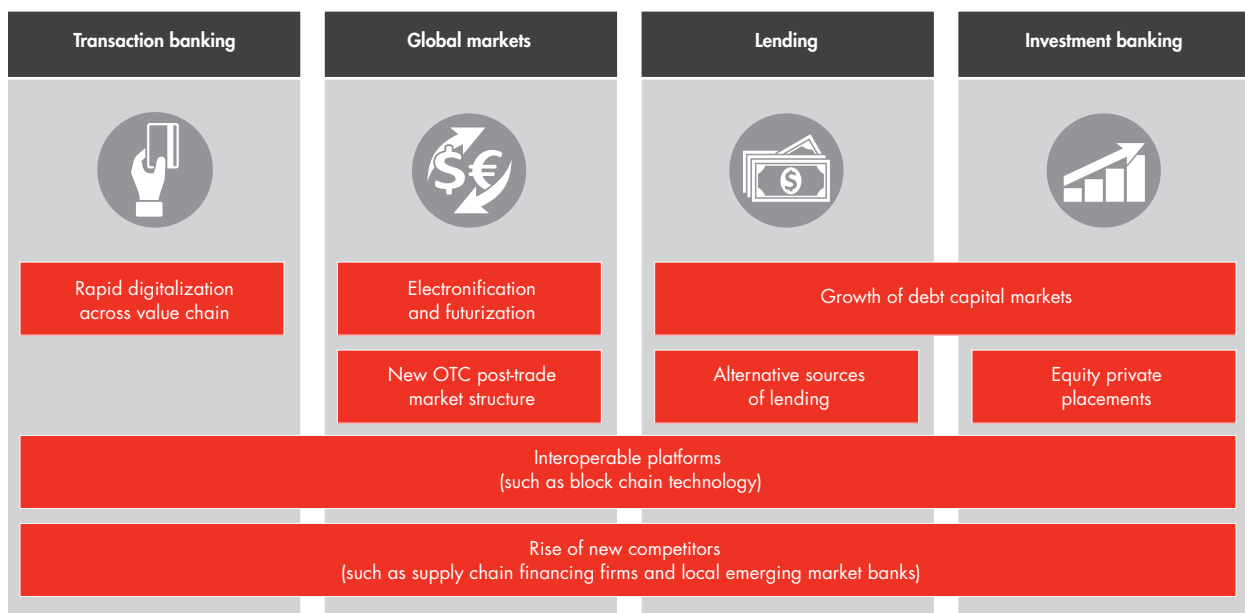 Transaction banking
Global markets
Lending
Investment banking
$€
$
Rapid digitalization
across value chain
Electronification
and futurization
Growth of debt capital markets
New OTC post-trade
market structure
Alternative sources
of lending
Equity private
placements
Interoperable platforms
(such as block chain technology)
Rise of new competitors
(such as supply chain financing firms and local emerging market banks)